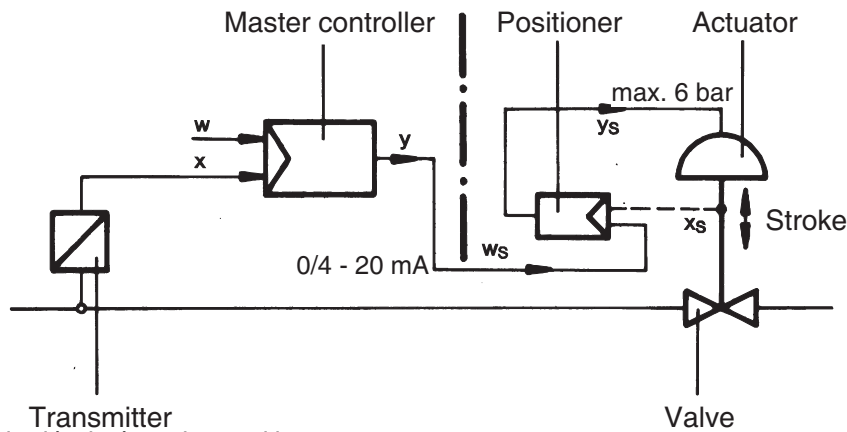 Master controller
Positioner
Actuator
max. 6 bar
w
y
ys
x
xs
Stroke
ws
0/4 - 20 mA
Transmitter
Valve